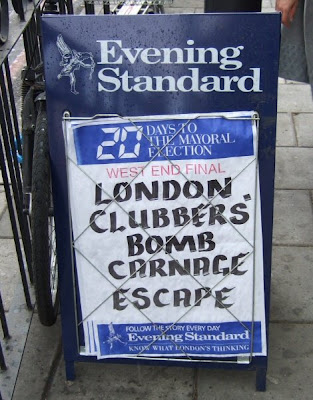 Evening
Standard
20 DAYS TO
THE MAYORAL
ELECTION
WEST END FINAL
LONDON
CLUBBERS'
BOMB
CARNAGE
ESCAPE
FOLLOW THE STORY EVERY DAY
Evening Standard
KNOW WHAT LONDON'S THINKING